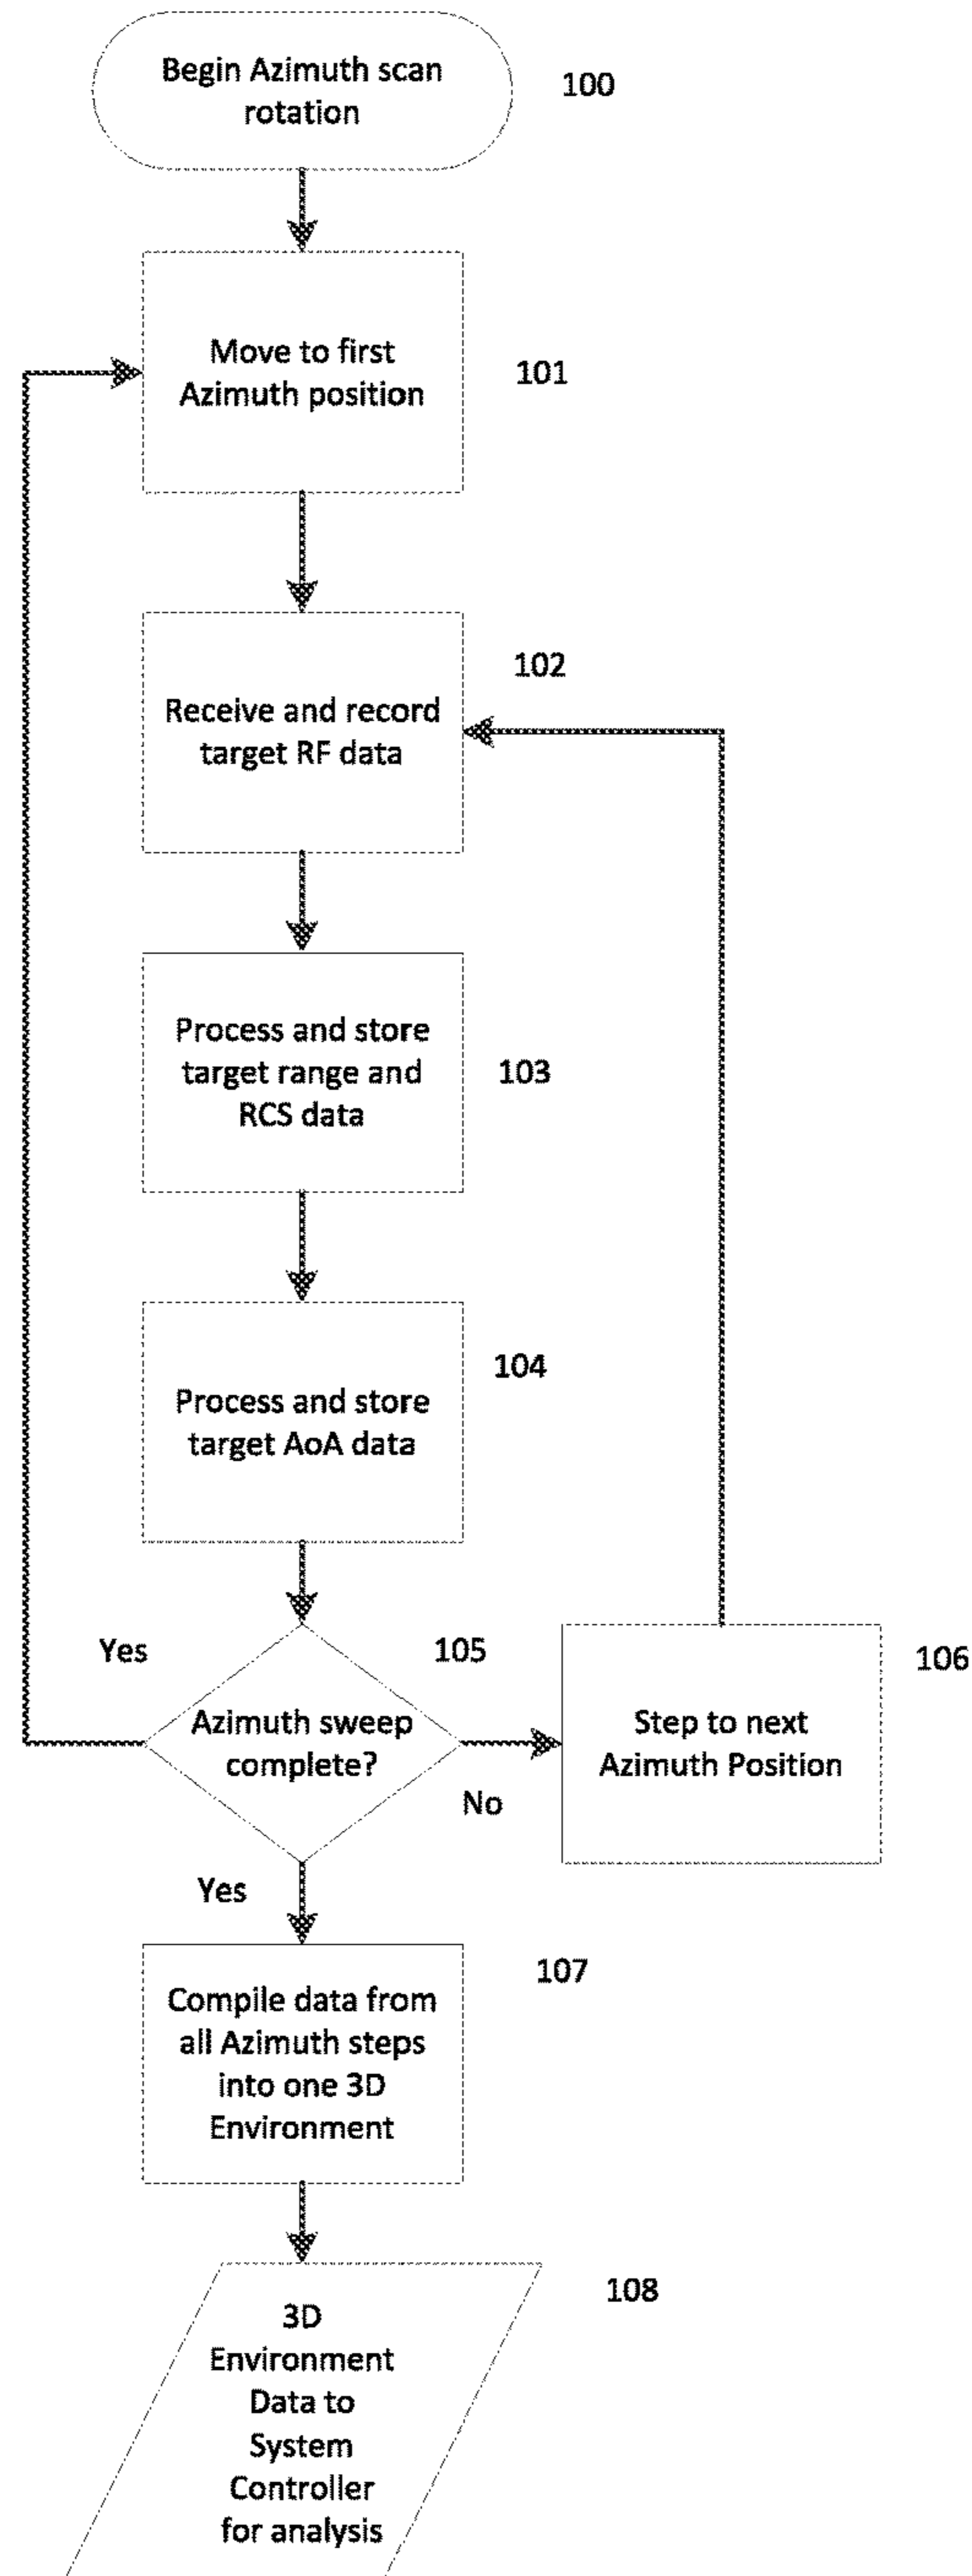 Begin Azimuth scan
rotation
100
Move to first
Azimuth position
101
102
Receive and record
target RF data
Process and store
target range and
RCS data
103
104
Process and store
target AoA data
Yes
105
106
Azimuth sweep
complete?
Step to next
Azimuth Position
No
Yes
107
Compile data from
all Azimuth steps
into one 3D
Environment
108
3D
Environment
Data to
System
Controller
for analysis